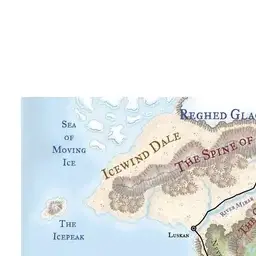 Reghed Gla
Sea
of
Moving
Ice
Icewind Dale
The Spine of
River Mirar
The
Icepeak
Luskan